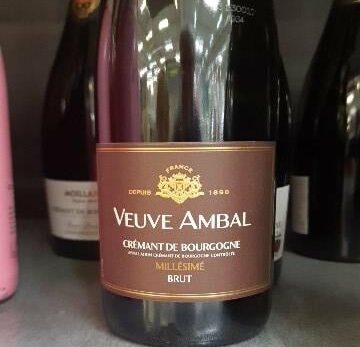 FRANCE
DEPUIS 1898
VEUVE AMBAL
CRÉMANT DE BOURGOGNE
APPELLATION CRÉMANT DE BOURGOGNE CONTRÔLÉE
MILLÉSIMÉ
BRUT